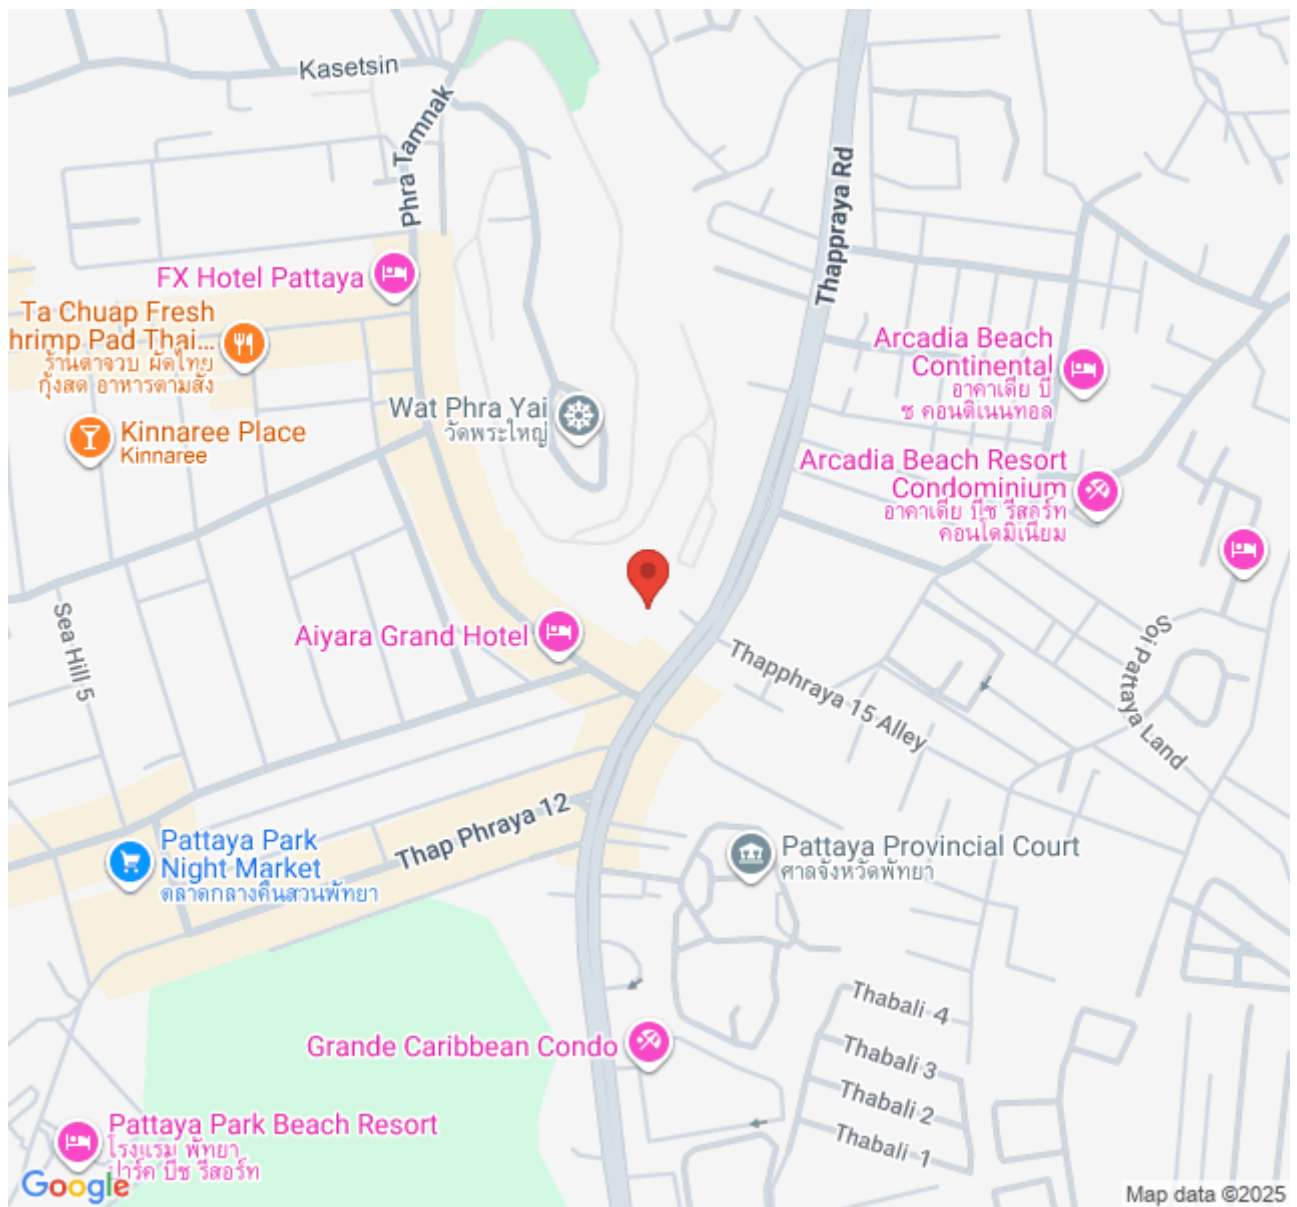 Kasetsin
Phra Tamnak
Thappraya Rd
FX Hotel Pattaya
Ta Chuap Fresh
hrimp Pad Thai...
ร้านตาจวบ ผัดไทย
กุ้งสด อาหารตามสั่ง
Arcadia Beach
Continental
อาคาเดีย บี
ช คอนติเนนทอล
Wat Phra Yai
วัดพระใหญ่
Kinnaree Place
Kinnaree
Arcadia Beach Resort
Condominium
อาคาเดีย บีช รีสอร์ท
คอนโดมิเนียม
Sea Hill 5
Aiyara Grand Hotel
Thapphraya 15 Alley
Soi Pattaya Land
Thap Phraya 12
Pattaya Park
Night Market
ตลาดกลางคืนสวนพัทยา
Pattaya Provincial Court
ศาลจังหวัดพัทยา
Thabali 4
Grande Caribbean Condo
Thabali 3
Thabali 2
Thabali 1
Pattaya Park Beach Resort
โรงแรม พัทยา
ปาร์ค บีช รีสอร์ท
Google
Map data ©2025